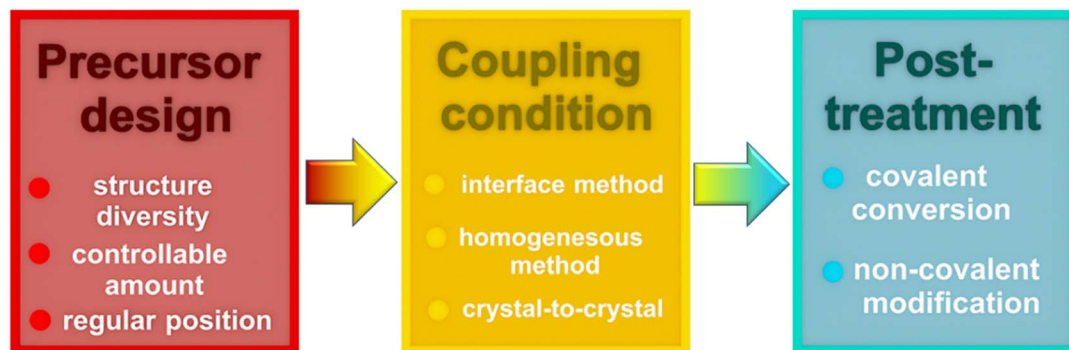 Precursor
design
structure
diversity
controllable
amount
regular position
Coupling
condition
interface method
homogenesous
method
crystal-to-crystal
Post-
treatment
covalent
conversion
non-covalent
modification